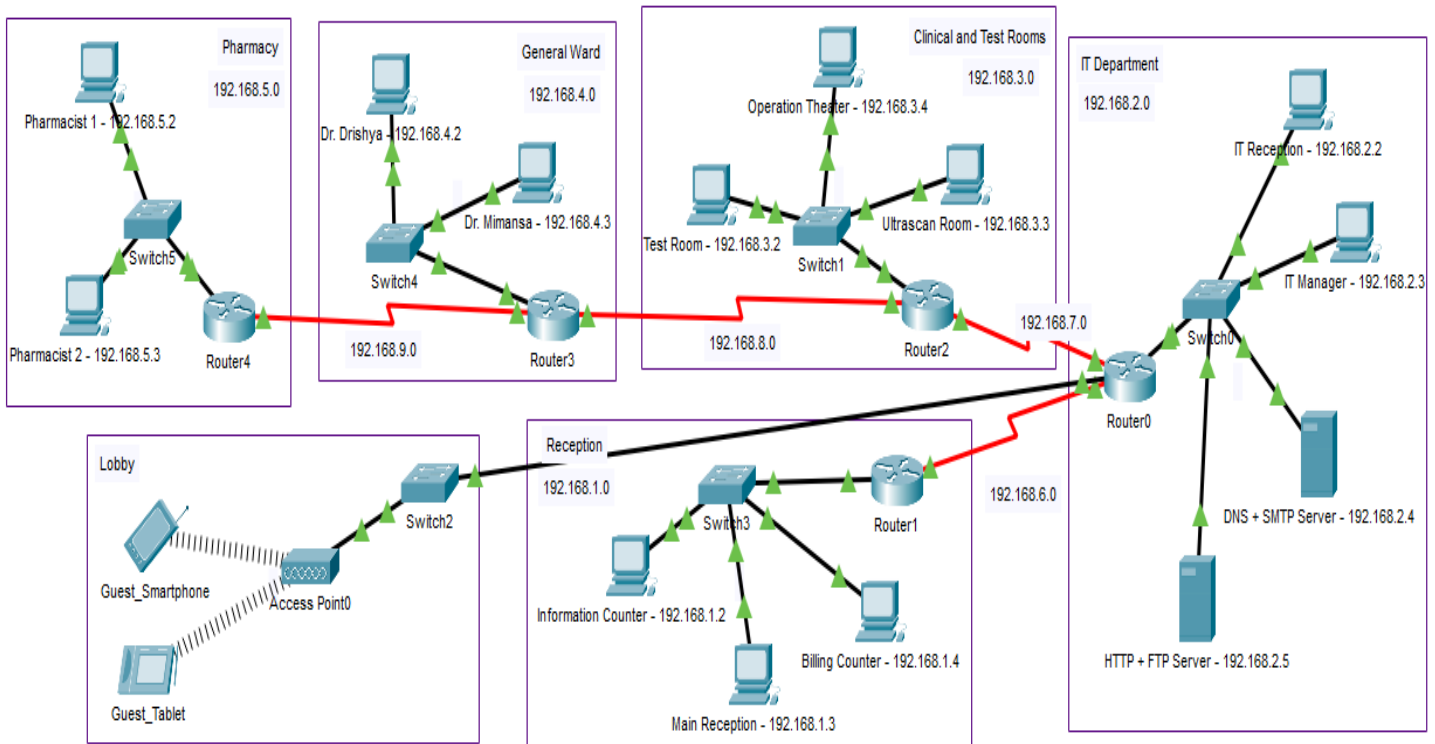 Pharmacy
192.168.5.0
Pharmacist 1 - 192.168.5.2
Switch5
Pharmacist 2 - 192.168.5.3
Router4
192.168.9.0
General Ward
192.168.4.0
Dr. Drishya - 192.168.4.2
Dr. Mimansa - 192.168.4.3
Switch4
Router3
192.168.8.0
Clinical and Test Rooms
192.168.3.0
Operation Theater - 192.168.3.4
Test Room - 192.168.3.2
Ultrascan Room - 192.168.3.3
Switch1
Router2
192.168.7.0
IT Department
192.168.2.0
IT Reception - 192.168.2.2
IT Manager - 192.168.2.3
Switch0
Router0
DNS + SMTP Server - 192.168.2.4
HTTP + FTP Server - 192.168.2.5
Lobby
Switch2
Guest_Smartphone
Access Point0
Guest_Tablet
Reception
192.168.1.0
Switch3
Router1
192.168.6.0
Information Counter - 192.168.1.2
Billing Counter - 192.168.1.4
Main Reception - 192.168.1.3